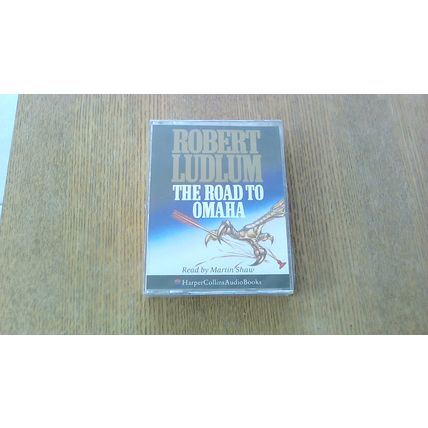 ROBERT
LUDLUM
THE ROAD TO
OMAHA
Read by Martin Shaw
HarperCollinsAudioBooks